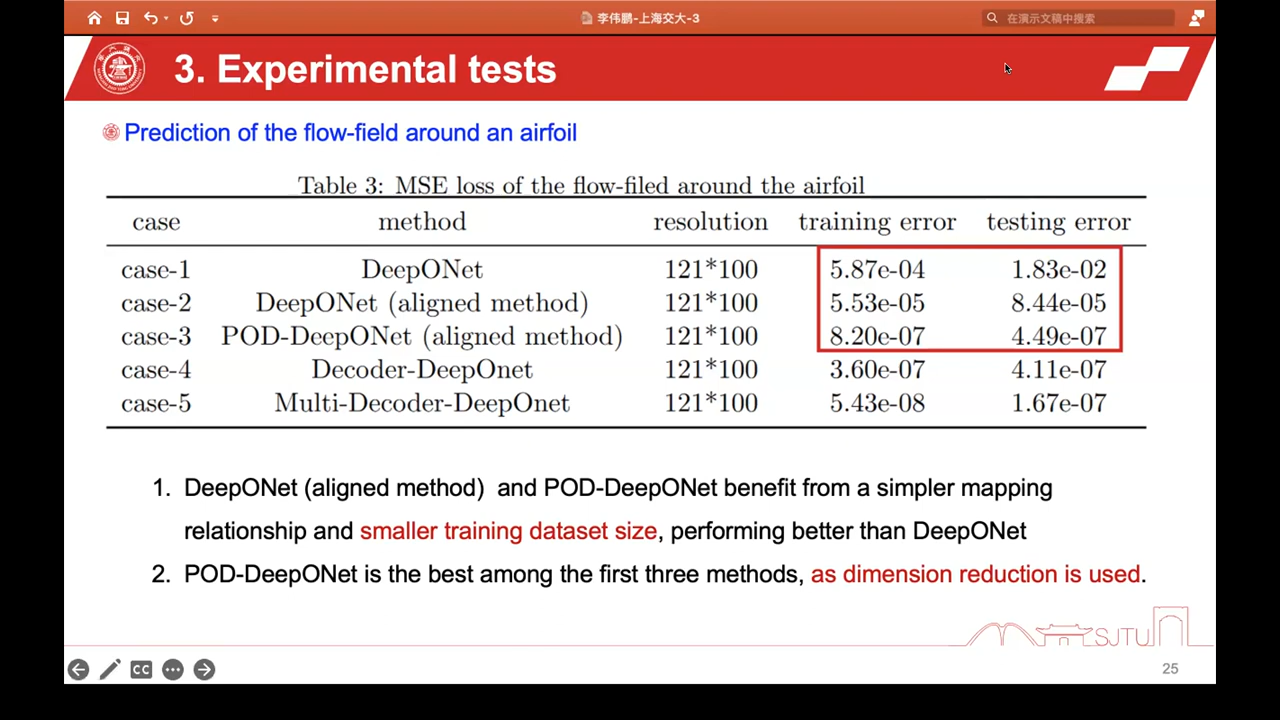 李伟鹏-上海交大-3
在演示文稿中搜索
3. Experimental tests
Prediction of the flow-field around an airfoil
Table 3: MSE loss of the flow-filed around the airfoil
case method resolution training error testing error
case-1 DeepONet 121*100 5.87e-04 1.83e-02
case-2 DeepONet (aligned method) 121*100 5.53e-05 8.44e-05
case-3 POD-DeepONet (aligned method) 121*100 8.20e-07 4.49e-07
case-4 Decoder-DeepOnet 121*100 3.60e-07 4.11e-07
case-5 Multi-Decoder-DeepOnet 121*100 5.43e-08 1.67e-07
1. DeepONet (aligned method) and POD-DeepONet benefit from a simpler mapping
relationship and smaller training dataset size, performing better than DeepONet
2. POD-DeepONet is the best among the first three methods, as dimension reduction is used.
SJTU
CC
25